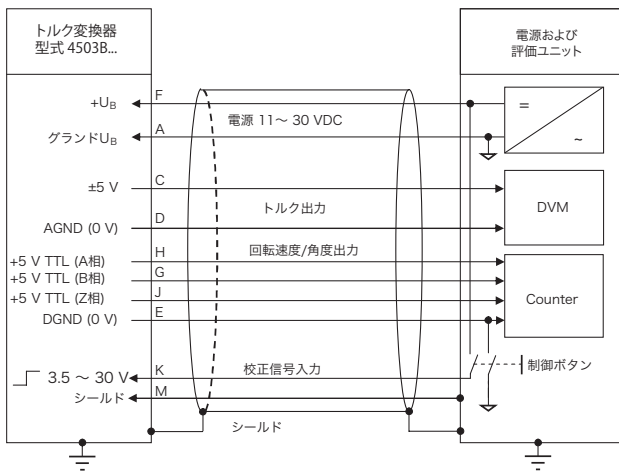 トルク変換器
型式 4503B...
電源および
評価ユニット
+UB
F
電源 11～ 30 VDC
=
~
グランドUB
A
±5 V
C
トルク出力
DVM
AGND (0 V)
D
+5 V TTL (A相)
H
回転速度/角度出力
+5 V TTL (B相)
G
+5 V TTL (Z相)
J
Counter
DGND (0 V)
E
制御ボタン
3.5 ～ 30 V
K
校正信号入力
シールド
M
シールド